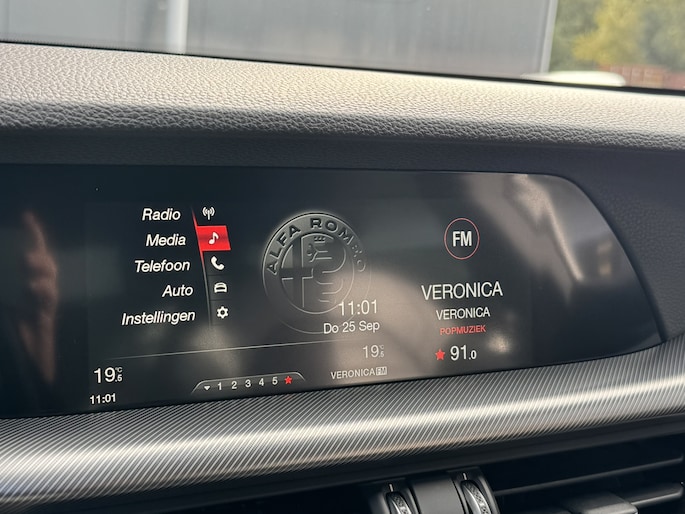 Radio
Media
Telefoon
Auto
Instellingen
ALFA ROMEO
11:01
Do 25 Sep
FM
VERONICA
VERONICA
POPMUZIEK
★ 91.0
19.5 °C
11:01
1 2 3 4 5 ★
19.5 °C
VERONICA FM